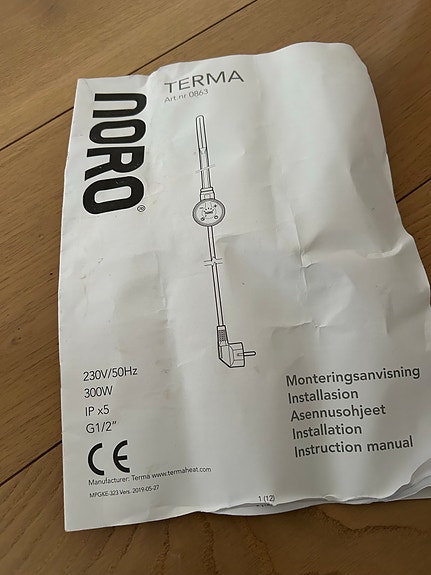 TERMA
Art.nr 0863
NORO®
230V/50Hz
300W
IP x5
G1/2"
CE
Manufacturer: Terma www.termaheat.com
MPGKE-323 Vers. 2019-05-27
Monteringsanvisning
Installasion
Asennusohjeet
Installation
Instruction manual
1 (12)